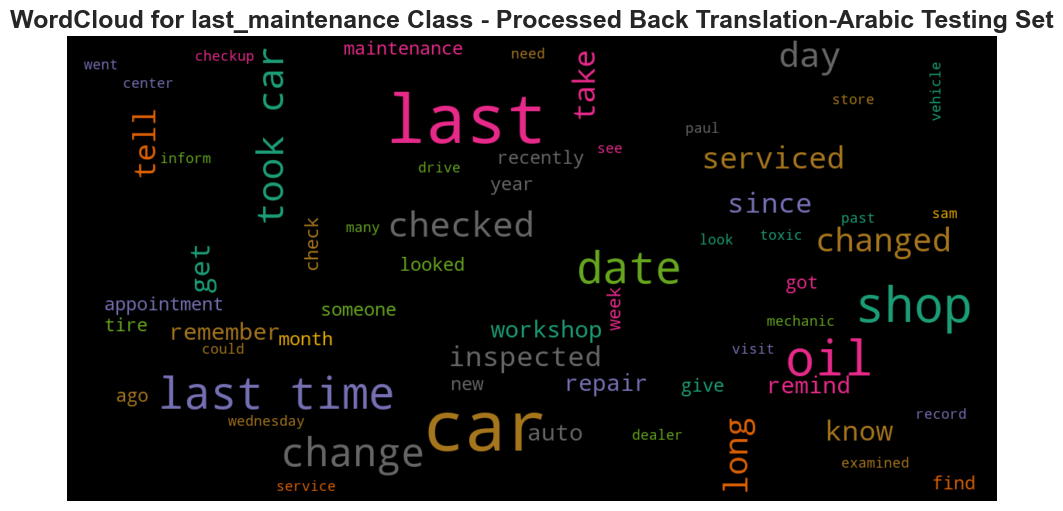 WordCloud for last_maintenance Class - Processed Back Translation-Arabic Testing Set
went
checkup
maintenance
need
day
center
took car
take
vehicle
store
last
tell
paul
inform
drive
recently
see
serviced
year
since
many
checked
check
past
sam
look
toxic
changed
get
looked
date
got
appointment
someone
week
shop
tire
remember
month
workshop
mechanic
could
inspected
visit
oil
last time
new
repair
give
remind
ago
wednesday
car
auto
dealer
long
know
record
change
examined
service
find